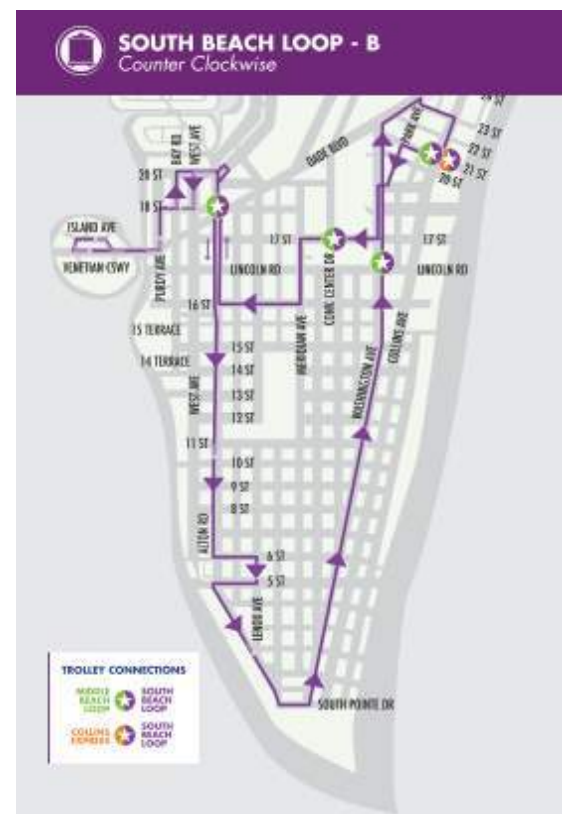 SOUTH BEACH LOOP - B
Counter Clockwise
24 ST
23 ST
22 ST
21 ST
20 ST
PARK AVE
DADE BLVD
BAY RD
WEST AVE
20 ST
18 ST
ISLAND AVE
VENETIAN CSWY
PURDY AVE
17 ST
17 ST
LINCOLN RD
LINCOLN RD
16 ST
MERIDIAN AVE
15 TERRACE
14 TERRACE
WEST AVE
15 ST
14 ST
13 ST
12 ST
WASHINGTON AVE
COLLINS AVE
11 ST
10 ST
9 ST
8 ST
ALTON RD
6 ST
5 ST
LENOX AVE
SOUTH POINTE DR
TROLLEY CONNECTIONS
MIDDLE BEACH LOOP
SOUTH BEACH LOOP
COLLINS EXPRESS
SOUTH BEACH LOOP